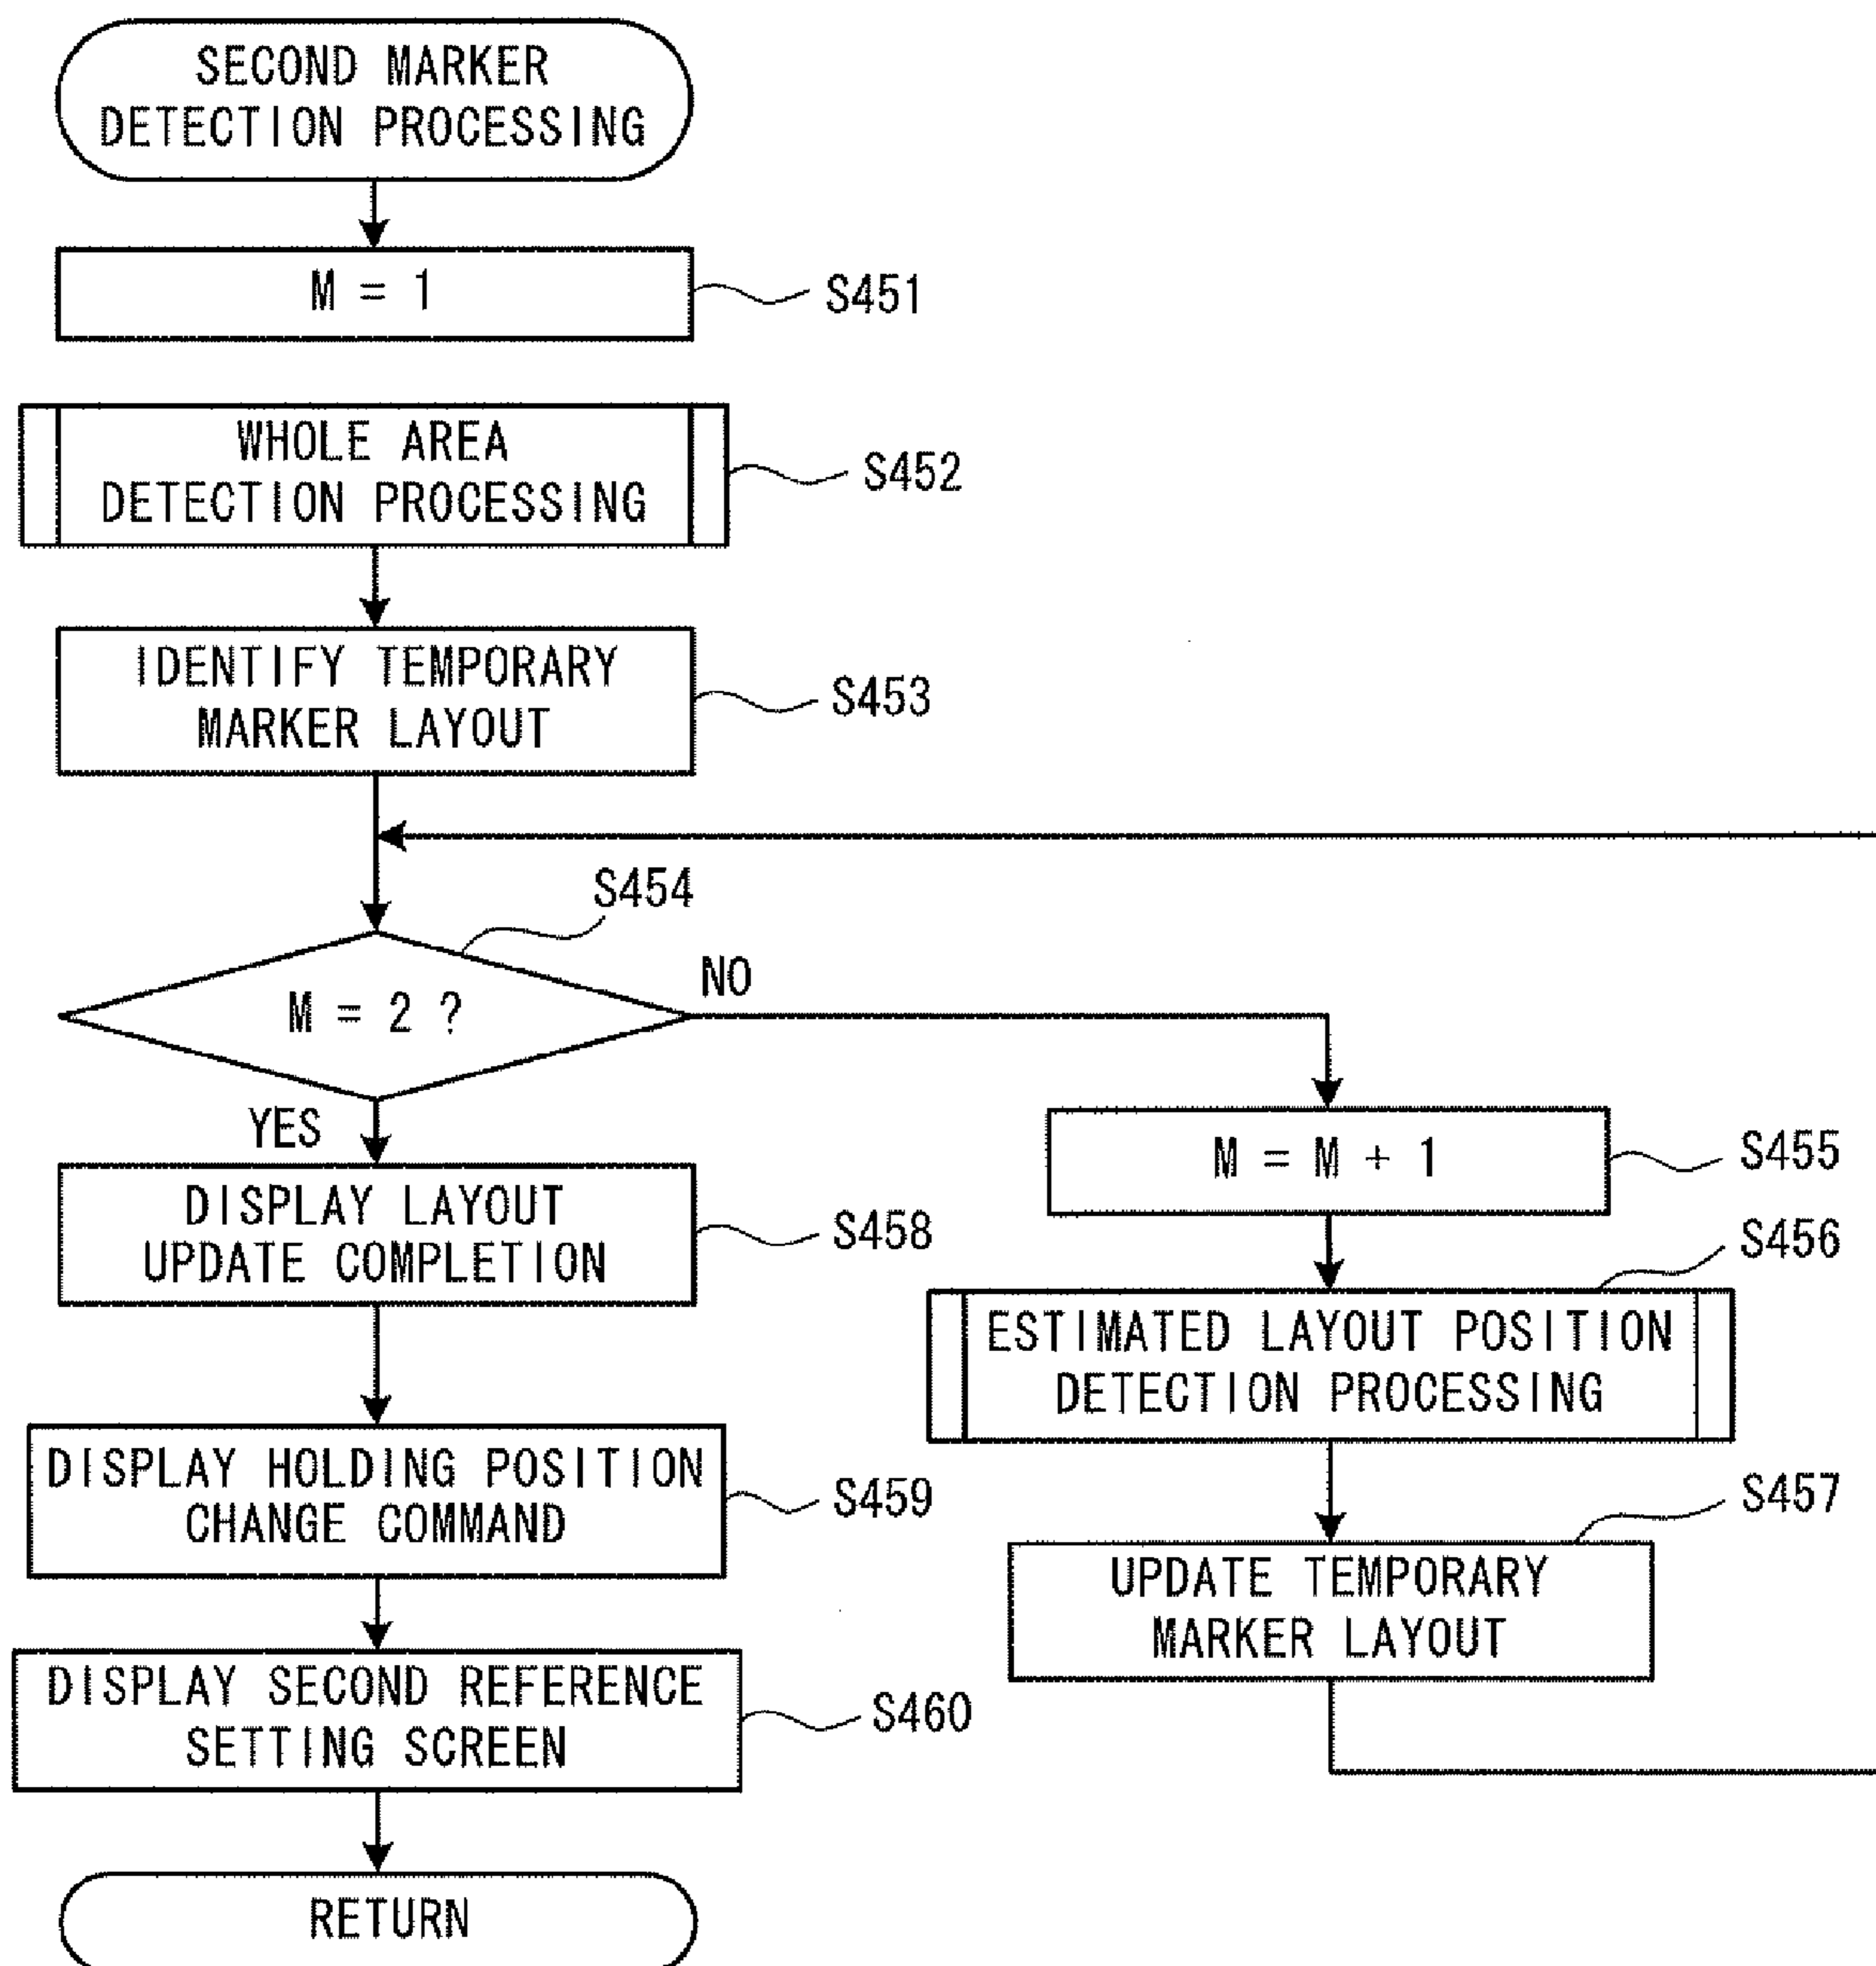 SECOND MARKER
DETECTION PROCESSING
M = 1
S451
WHOLE AREA
DETECTION PROCESSING
S452
IDENTIFY TEMPORARY
MARKER LAYOUT
S453
S454
M = 2 ?
NO
YES
M = M + 1
S455
S456
ESTIMATED LAYOUT POSITION
DETECTION PROCESSING
S457
UPDATE TEMPORARY
MARKER LAYOUT
DISPLAY LAYOUT
UPDATE COMPLETION
S458
DISPLAY HOLDING POSITION
CHANGE COMMAND
S459
DISPLAY SECOND REFERENCE
SETTING SCREEN
S460
RETURN